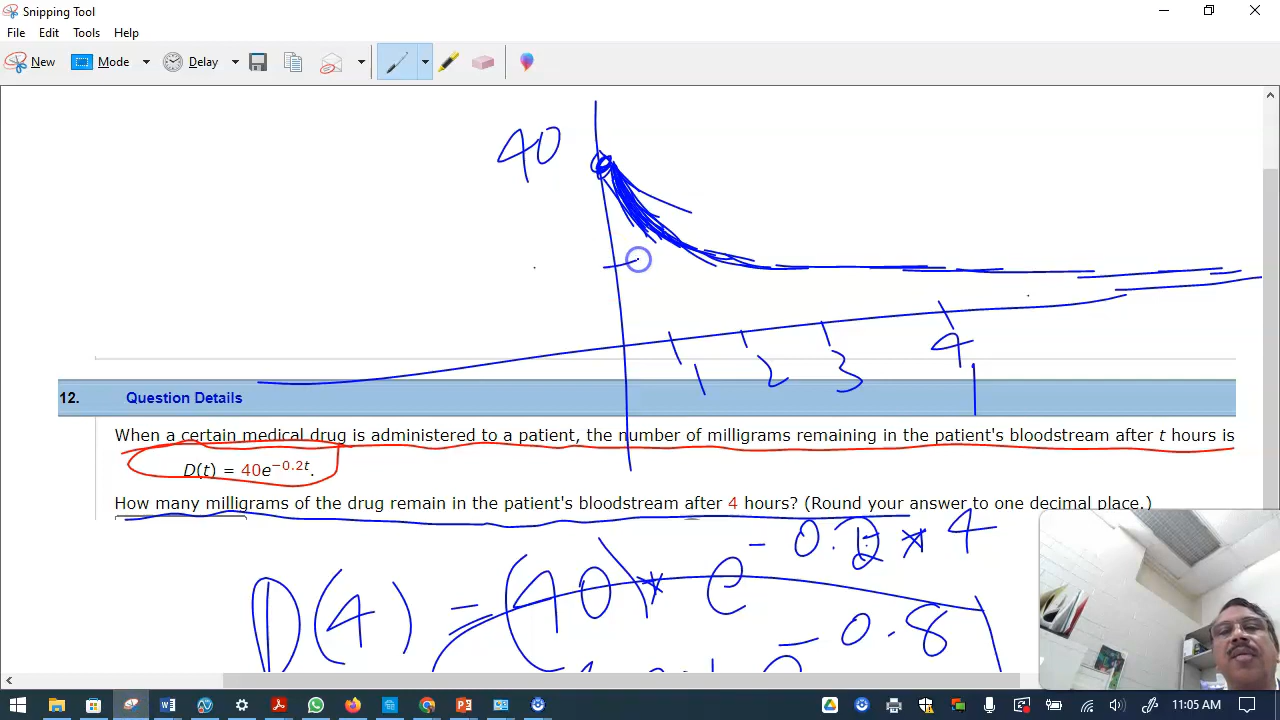 Snipping Tool
File Edit Tools Help
New Mode Delay
40
1 2 3 4
12. Question Details
When a certain medical drug is administered to a patient, the number of milligrams remaining in the patient's bloodstream after t hours is
D(t) = 40e^−0.2t.
How many milligrams of the drug remain in the patient's bloodstream after 4 hours? (Round your answer to one decimal place.)
D(4) = (40) * e^-0.2*4
-0.8
11:05 AM